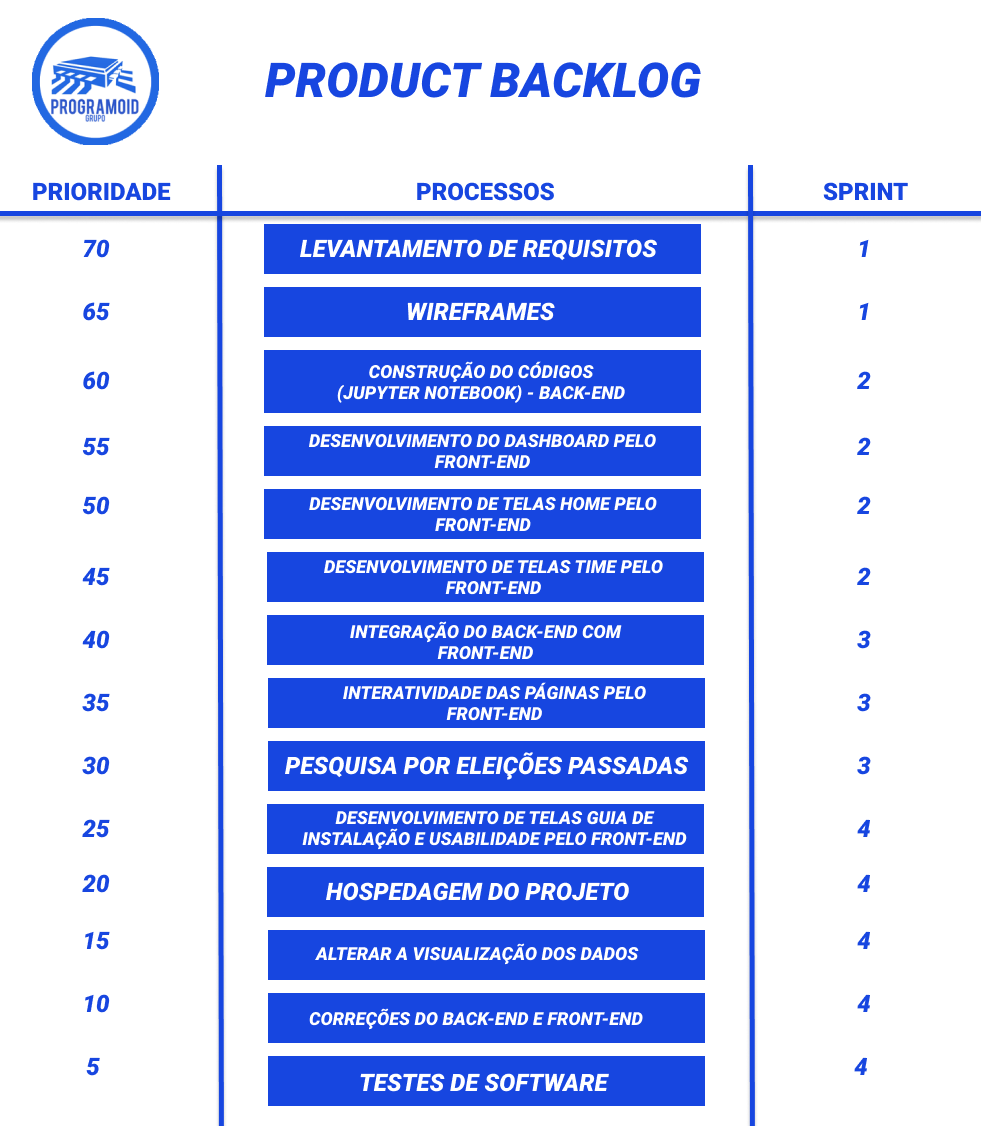 PROGRAMOID
GRUPO
PRODUCT BACKLOG
PRIORIDADE PROCESSOS SPRINT
70 LEVANTAMENTO DE REQUISITOS 1
65 WIREFRAMES 1
60 CONSTRUÇÃO DO CÓDIGOS
(JUPYTER NOTEBOOK) - BACK-END 2
55 DESENVOLVIMENTO DO DASHBOARD PELO
FRONT-END 2
50 DESENVOLVIMENTO DE TELAS HOME PELO
FRONT-END 2
45 DESENVOLVIMENTO DE TELAS TIME PELO
FRONT-END 2
40 INTEGRAÇÃO DO BACK-END COM
FRONT-END 3
35 INTERATIVIDADE DAS PÁGINAS PELO
FRONT-END 3
30 PESQUISA POR ELEIÇÕES PASSADAS 3
25 DESENVOLVIMENTO DE TELAS GUIA DE
INSTALAÇÃO E USABILIDADE PELO FRONT-END 4
20 HOSPEDAGEM DO PROJETO 4
15 ALTERAR A VISUALIZAÇÃO DOS DADOS 4
10 CORREÇÕES DO BACK-END E FRONT-END 4
5 TESTES DE SOFTWARE 4